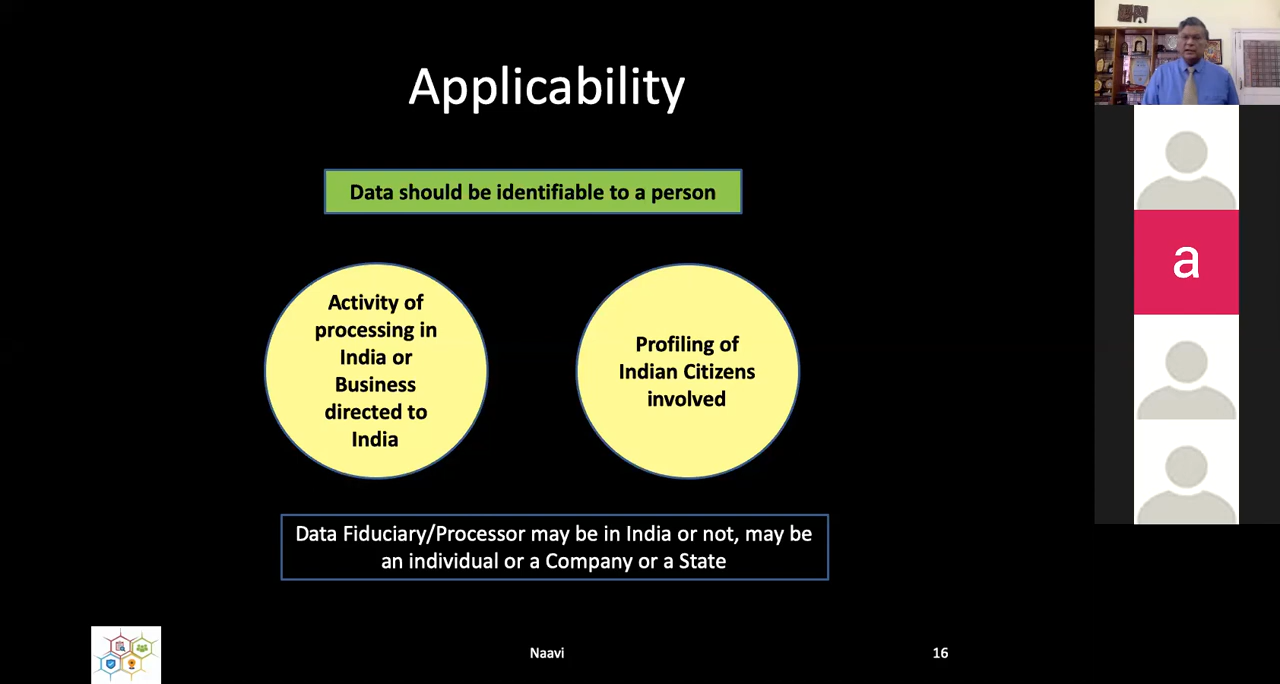 Applicability
Data should be identifiable to a person
Activity of
processing in
India or
Business
directed to
India
Profiling of
Indian Citizens
involved
Data Fiduciary/Processor may be in India or not, may be
an individual or a Company or a State
Naavi
16
a